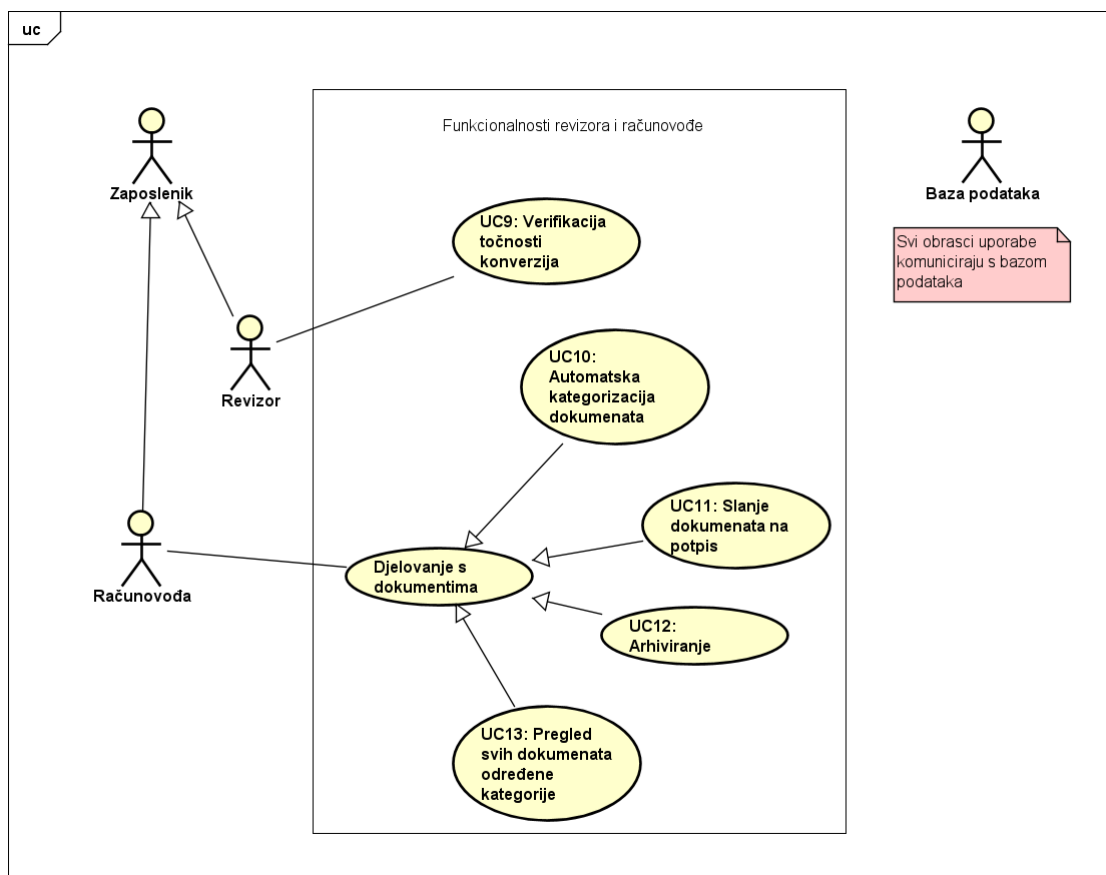 uc
Funkcionalnosti revizora i računovođe
Zaposlenik
Baza podataka
Svi obrasci uporabe
komuniciraju s bazom
podataka
UC9: Verifikacija
točnosti
konverzija
Revizor
UC10:
Automatska
kategorizacija
dokumenata
UC11: Slanje
dokumenata na
potpis
Računovođa
Djelovanje s
dokumentima
UC12:
Arhiviranje
UC13: Pregled
svih dokumenata
određene
kategorije